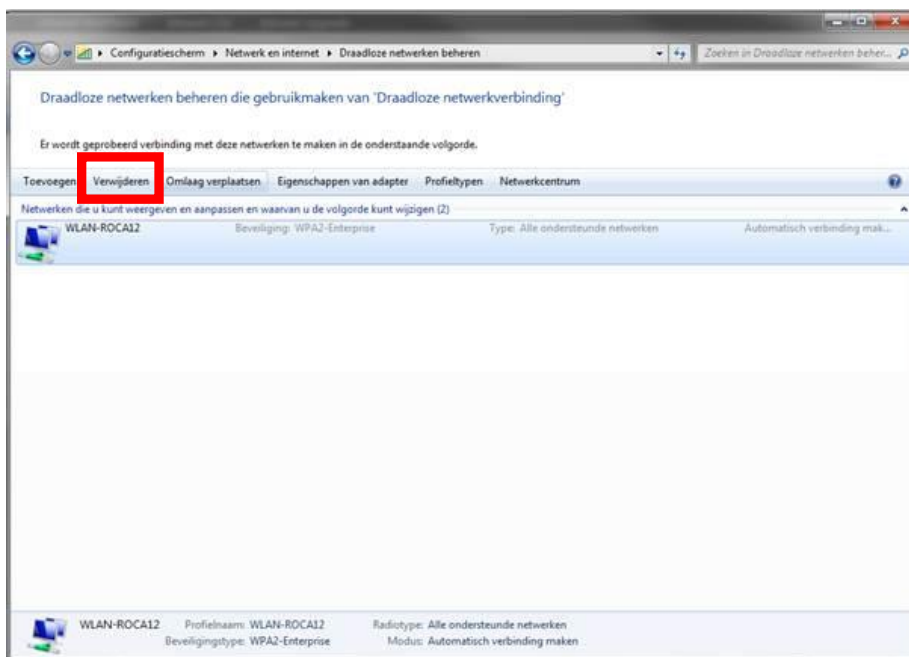 Configuratiescherm ▸ Netwerk en internet ▸ Draadloze netwerken beheren
Zoeken in Draadloze netwerken beher...
Draadloze netwerken beheren die gebruikmaken van 'Draadloze netwerkverbinding'
Er wordt geprobeerd verbinding met deze netwerken te maken in de onderstaande volgorde.
Toevoegen Verwijderen Omlaag verplaatsen Eigenschappen van adapter Profieltypen Netwerkcentrum
Netwerken die u kunt weergeven en aanpassen en waarvan u de volgorde kunt wijzigen (2)
WLAN-ROCA12 Beveiliging: WPA2-Enterprise Type: Alle ondersteunde netwerken Automatisch verbinding mak...
WLAN-ROCA12 Profielnaam: WLAN-ROCA12 Radiotype: Alle ondersteunde netwerken
Beveiligingstype: WPA2-Enterprise Modus: Automatisch verbinding maken